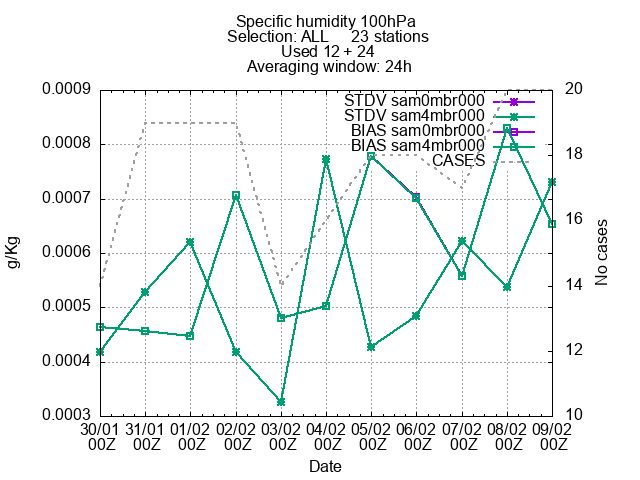 Specific humidity 100hPa
Selection: ALL 23 stations
Used 12 + 24
Averaging window: 24h
0.0009
0.0008
0.0007
0.0006
0.0005
0.0004
0.0003
g/Kg
STDV sam0mbr000
STDV sam4mbr000
BIAS sam0mbr000
BIAS sam4mbr000
CASES
20
18
16
14
12
10
No cases
30/01 31/01 01/02 02/02 03/02 04/02 05/02 06/02 07/02 08/02 09/02
00Z 00Z 00Z 00Z 00Z 00Z 00Z 00Z 00Z 00Z 00Z
Date